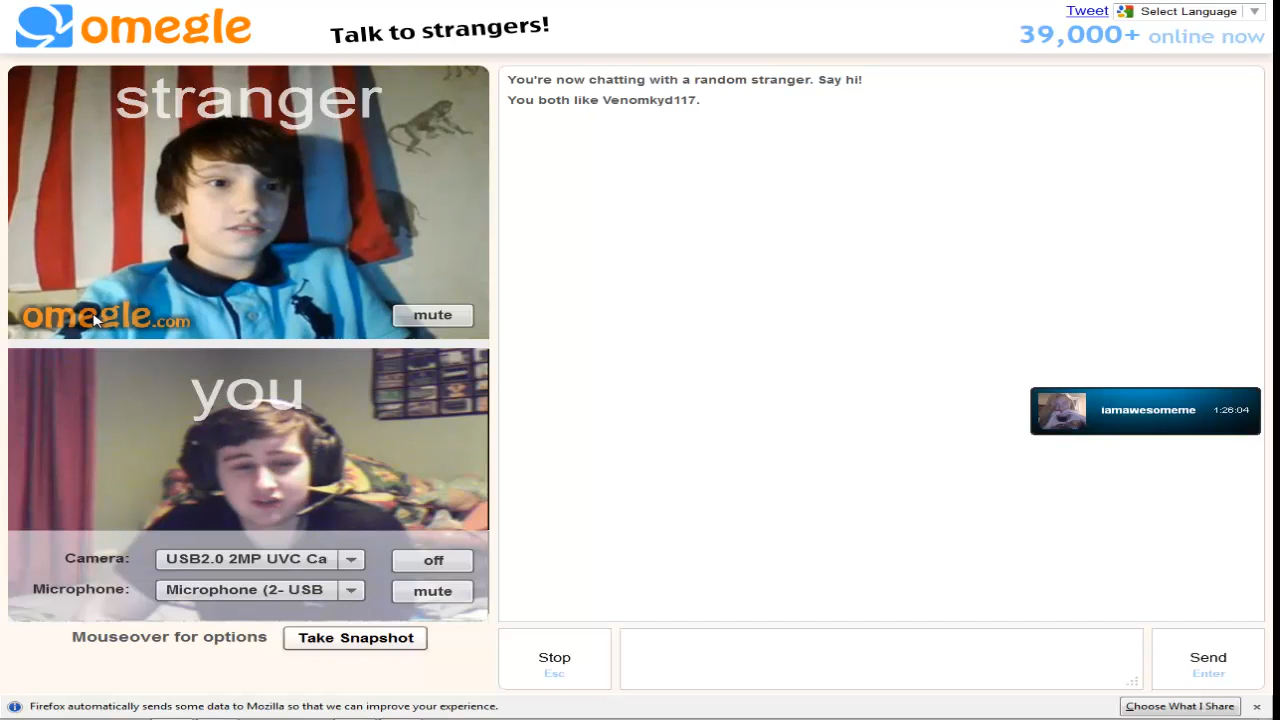 omegle
Talk to strangers!
Tweet
Select Language
39,000+ online now
stranger
omegle.com
mute
you
Camera:
USB2.0 2MP UVC Ca
off
Microphone:
Microphone (2- USB
mute
Mouseover for options
Take Snapshot
You're now chatting with a random stranger. Say hi!
You both like Venomkyd117.
iamawesomeme
1:26:04
Stop
Esc
Send
Enter
Firefox automatically sends some data to Mozilla so that we can improve your experience.
Choose What I Share